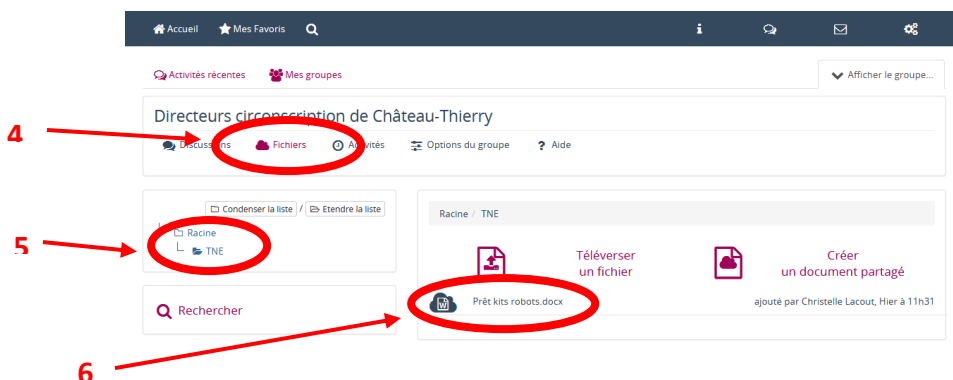 Accueil Mes Favoris
Activités récentes Mes groupes Afficher le groupe...
Directeurs circonscription de Château-Thierry
4
Discussions Fichiers Activités Options du groupe ? Aide
Condenser la liste / Etendre la liste
Racine / TNE
5
Racine
TNE
Téléverser
un fichier
Créer
un document partagé
Rechercher
Prêt kits robots.docx ajouté par Christelle Lacout, Hier à 11h31
6